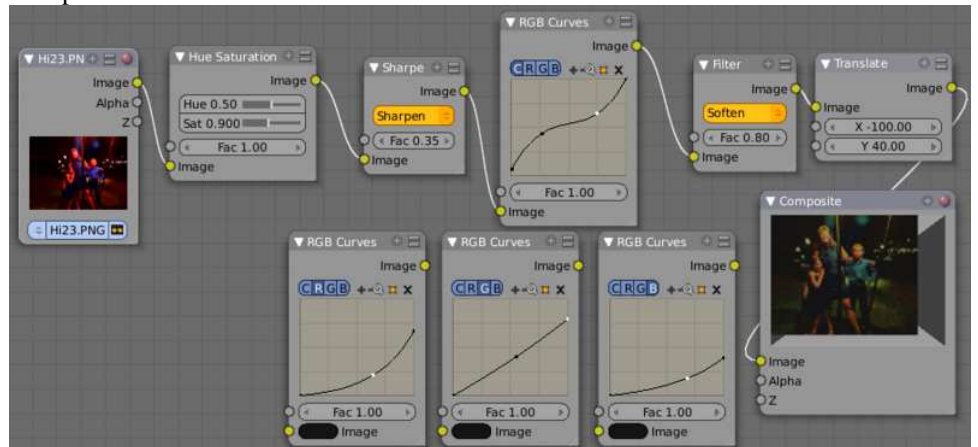 Hi23.PN
Image
Alpha
Z
Hi23.PNG
Hue Saturation
Image
Hue 0.50
Sat 0.900
Fac 1.00
Image
Sharpe
Image
Sharpen
Fac 0.35
Image
RGB Curves
Image
C R G B
Fac 1.00
Image
Filter
Image
Soften
Fac 0.80
Image
Translate
Image
Image
X -100.00
Y 40.00
Composite
Image
Alpha
Z
RGB Curves
Image
C R G B
Fac 1.00
Image
RGB Curves
Image
C R G B
Fac 1.00
Image
RGB Curves
Image
C R G B
Fac 1.00
Image